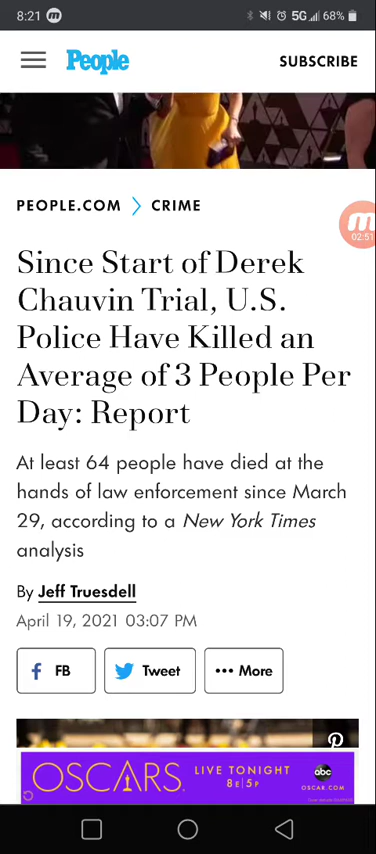 8:21 m 5G 68%
People SUBSCRIBE
PEOPLE.COM > CRIME
m
02:51
Since Start of Derek
Chauvin Trial, U.S.
Police Have Killed an
Average of 3 People Per
Day: Report
At least 64 people have died at the
hands of law enforcement since March
29, according to a New York Times
analysis
By Jeff Truesdell
April 19, 2021 03:07 PM
f FB Tweet ••• More
OSCARS. LIVE TONIGHT
8E|5P
abc
OSCAR.COM